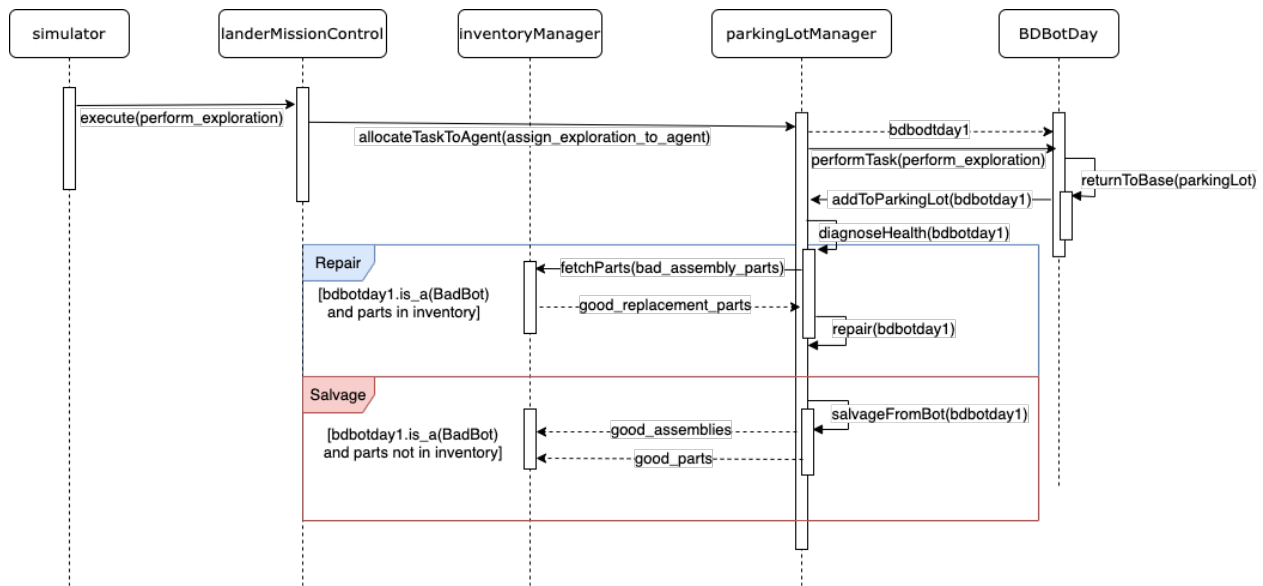 simulator
landerMissionControl
inventoryManager
parkingLotManager
BDBotDay
execute(perform_exploration)
allocateTaskToAgent(assign_exploration_to_agent)
bdbodtday1
performTask(perform_exploration)
returnToBase(parkingLot)
addToParkingLot(bdbotday1)
diagnoseHealth(bdbotday1)
Repair
fetchParts(bad_assembly_parts)
[bdbotday1.is_a(BadBot)
and parts in inventory]
good_replacement_parts
repair(bdbotday1)
Salvage
salvageFromBot(bdbotday1)
[bdbotday1.is_a(BadBot)
and parts not in inventory]
good_assemblies
good_parts